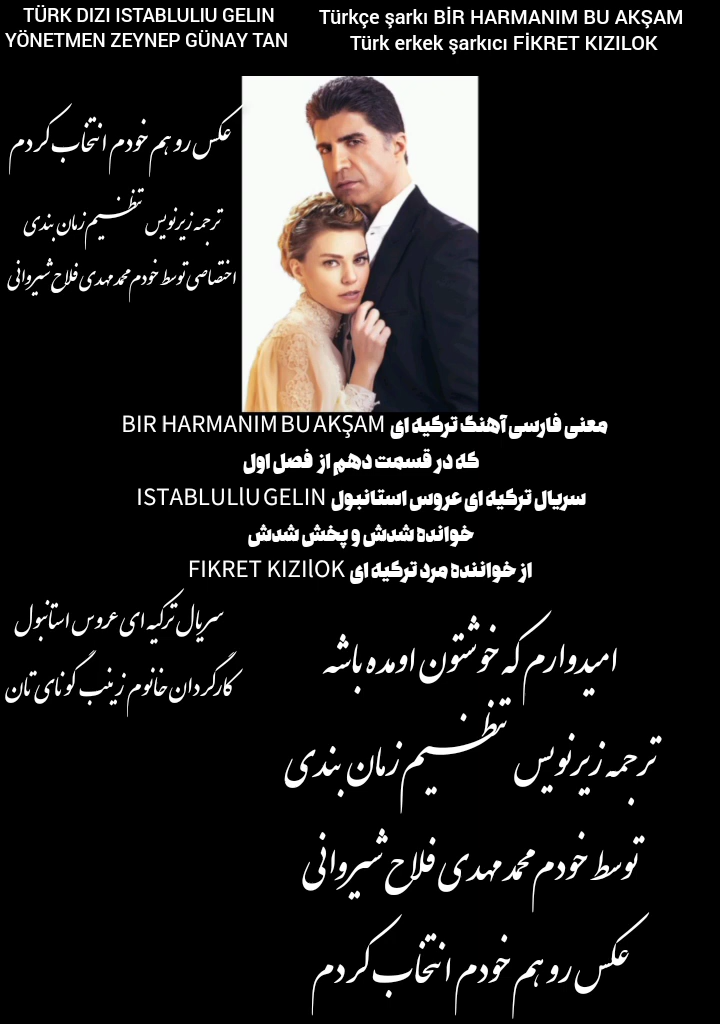 TÜRK DIZI ISTABLULIU GELIN
YÖNETMEN ZEYNEP GÜNAY TAN
Türkçe şarkı BİR HARMANIM BU AKŞAM
Türk erkek şarkıcı FİKRET KIZILOK
عکس رو هم خودم انتخاب کردم
ترجمه زیرنویس تنظیم زمان بندی
اختصاصی توسط خودم محمد مهدی فلاح شیروانی
معنی فارسی آهنگ ترکیه ای BIR HARMANIM BU AKŞAM
که در قسمت دهم از فصل اول
سریال ترکیه ای عروس استانبول ISTABLULlU GELIN
خوانده شدش و پخش شدش
از خواننده مرد ترکیه ای FIKRET KIZIlOK
سریال ترکیه ای عروس استانبول
کارگردان خانوم زینب گونای تان
امیدوارم که خوشتون اومده باشه
ترجمه زیرنویس تنظیم زمان بندی
توسط خودم محمد مهدی فلاح شیروانی
عکس رو هم خودم انتخاب کردم